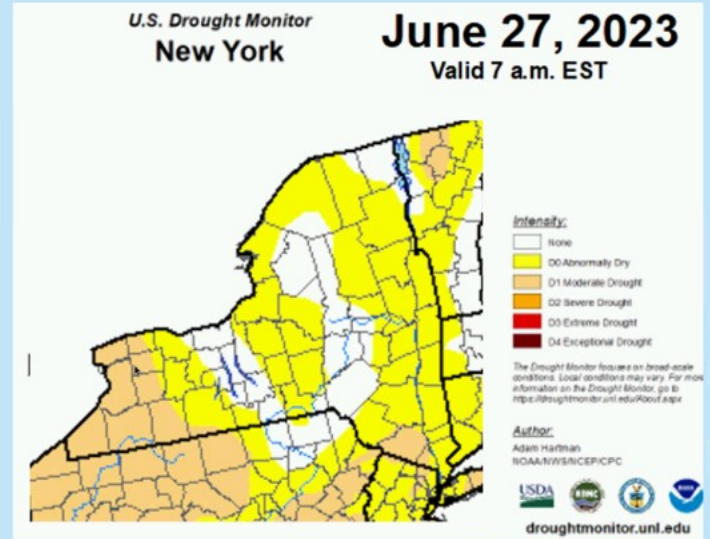 U.S. Drought Monitor
New York
June 27, 2023
Valid 7 a.m. EST
Intensity:
None
D0 Abnormally Dry
D1 Moderate Drought
D2 Severe Drought
D3 Extreme Drought
D4 Exceptional Drought
The Drought Monitor focuses on broad-scale
conditions. Local conditions may vary. For more
information on the Drought Monitor, go to
https://droughtmonitor.unl.edu/About.aspx
Author:
Adam Hartman
NOAA/NWS/NCEP/CPC
USDA
NDMC
droughtmonitor.unl.edu